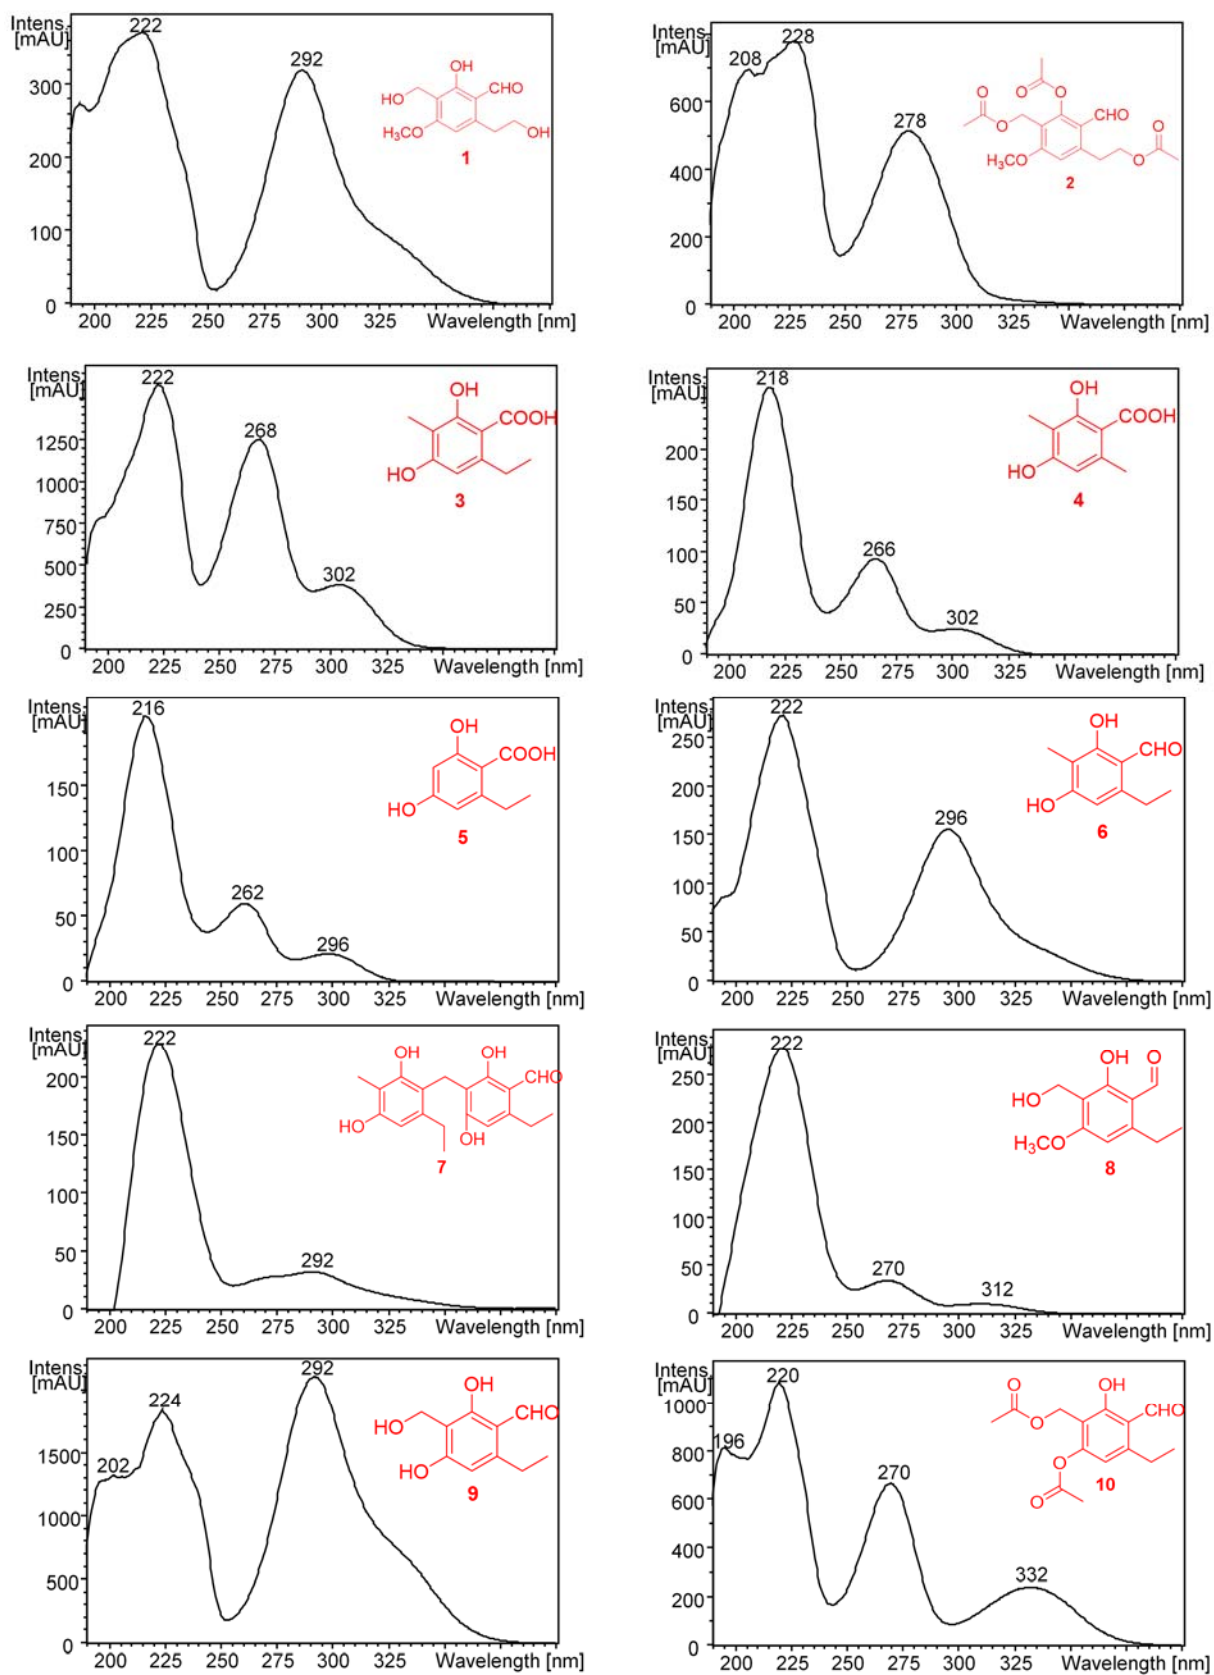 Intens.
[mAU]
222
292
300
200
100
0
200 225 250 275 300 325 Wavelength [nm]
OH
HO
CHO
H₃CO
OH
1
Intens.
[mAU]
208
228
278
600
400
200
0
200 225 250 275 300 325 Wavelength [nm]
O
O
O
O
CHO
O
H₃CO
O
2
Intens.
[mAU]
222
268
302
1250
1000
750
500
250
0
200 225 250 275 300 325 Wavelength [nm]
OH
COOH
HO
3
Intens.
[mAU]
218
266
302
200
150
100
50
0
200 225 250 275 300 325 Wavelength [nm]
OH
COOH
HO
4
Intens.
[mAU]
216
262
296
150
100
50
0
200 225 250 275 300 325 Wavelength [nm]
OH
COOH
HO
5
Intens.
[mAU]
222
296
250
200
150
100
50
0
200 225 250 275 300 325 Wavelength [nm]
OH
CHO
HO
6
Intens.
[mAU]
222
292
200
150
100
50
0
200 225 250 275 300 325 Wavelength [nm]
OH OH
CHO
HO
OH
7
Intens.
[mAU]
222
270
312
250
200
150
100
50
0
200 225 250 275 300 325 Wavelength [nm]
OH O
HO
H₃CO
8
Intens.
[mAU]
202
224
292
1500
1000
500
0
200 225 250 275 300 325 Wavelength [nm]
OH
HO
CHO
HO
9
Intens.
[mAU]
196
220
270
332
1000
800
600
400
200
0
200 225 250 275 300 325 Wavelength [nm]
O
OH
O
CHO
O
O
10